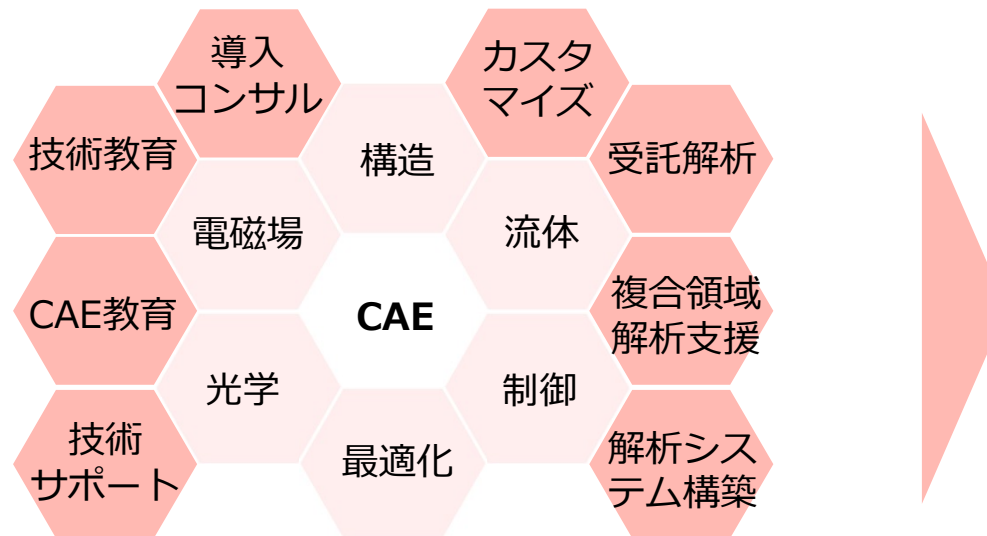 導入
コンサル
カスタ
マイズ
技術教育
構造
受託解析
電磁場
流体
CAE教育
CAE
複合領域
解析支援
光学
制御
技術
サポート
最適化
解析シス
テム構築